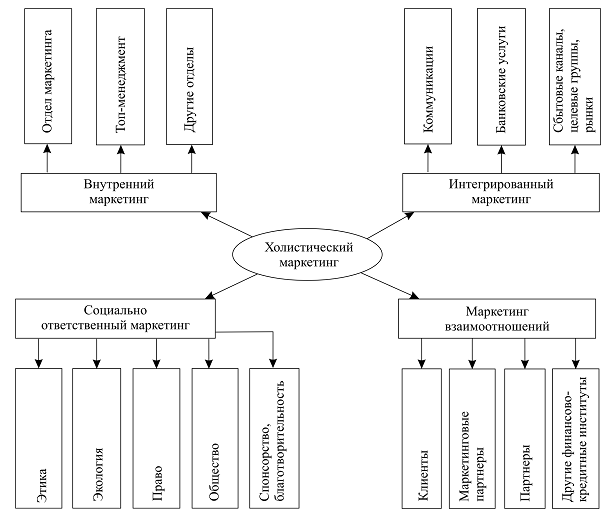 Отдел маркетинга
Топ-менеджмент
Другие отделы
Коммуникации
Банковские услуги
Сбытовые каналы,
целевые группы,
рынки
Внутренний
маркетинг
Интегрированный
маркетинг
Холистический
маркетинг
Социально
ответственный маркетинг
Маркетинг
взаимоотношений
Этика
Экология
Право
Общество
Спонсорство,
благотворительность
Клиенты
Маркетинговые
партнеры
Партнеры
Другие финансово-
кредитные институты